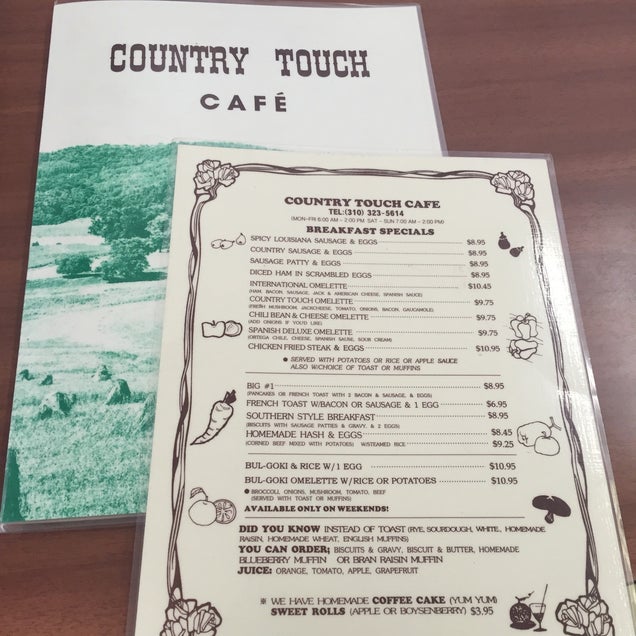 COUNTRY TOUCH
CAFÉ
COUNTRY TOUCH CAFE
TEL:(310) 323-5614
(MON-FRI 6:00 AM - 2:00 PM SAT - SUN 7:00 AM - 2:00 PM)
BREAKFAST SPECIALS
SPICY LOUISIANA SAUSAGE & EGGS $8.95
COUNTRY SAUSAGE & EGGS $8.95
SAUSAGE PATTY & EGGS $8.95
DICED HAM IN SCRAMBLED EGGS $8.95
INTERNATIONAL OMELETTE $10.45
(HAM, BACON, SAUSAGE, JACK & AMERICAN CHEESE, SPANISH SAUCE)
COUNTRY TOUCH OMELETTE $9.75
(FRESH MUSHROOM, JACKCHEESE, TOMATO, ONIONS, BACON, GAUCAMOLE)
CHILI BEAN & CHEESE OMELETTE $9.75
(ADD ONIONS IF YOU'D LIKE)
SPANISH DELUXE OMELETTE $9.75
(ORTEGA CHILE, CHEESE, SPANISH SAUSE, SOUR CREAM)
CHICKEN FRIED STEAK & EGGS $10.95
● SERVED WITH POTATOES OR RICE OR APPLE SAUCE
ALSO W/CHOICE OF TOAST OR MUFFINS
BIG #1 $8.95
(PANCAKES OR FRENCH TOAST WITH 2 BACON & SAUSAGE, & EGGS)
FRENCH TOAST W/BACON OR SAUSAGE & 1 EGG $6.95
SOUTHERN STYLE BREAKFAST $8.95
(BISCUITS WITH SAUSAGE PATTIES & GRAVY, & 2 EGGS)
HOMEMADE HASH & EGGS $8.45
(CORNED BEEF MIXED WITH POTATOES) W/STEAMED RICE $9.25
BUL-GOKI & RICE W/1 EGG $10.95
BUL-GOKI OMELETTE W/RICE OR POTATOES $10.95
● BROCCOLI, ONIONS, MUSHROOM, TOMATO, BEEF
(SERVED WITH TOAST OR MUFFINS)
AVAILABLE ONLY ON WEEKENDS!
DID YOU KNOW INSTEAD OF TOAST (RYE, SOURDOUGH, WHITE, HOMEMADE
RAISIN, HOMEMADE WHEAT, ENGLISH MUFFINS)
YOU CAN ORDER; BISCUITS & GRAVY, BISCUIT & BUTTER, HOMEMADE
BLUEBERRY MUFFIN OR BRAN RAISIN MUFFIN
JUICE: ORANGE, TOMATO, APPLE, GRAPEFRUIT
※ WE HAVE HOMEMADE COFFEE CAKE (YUM YUM)
SWEET ROLLS (APPLE OR BOYSENBERRY) $3.95